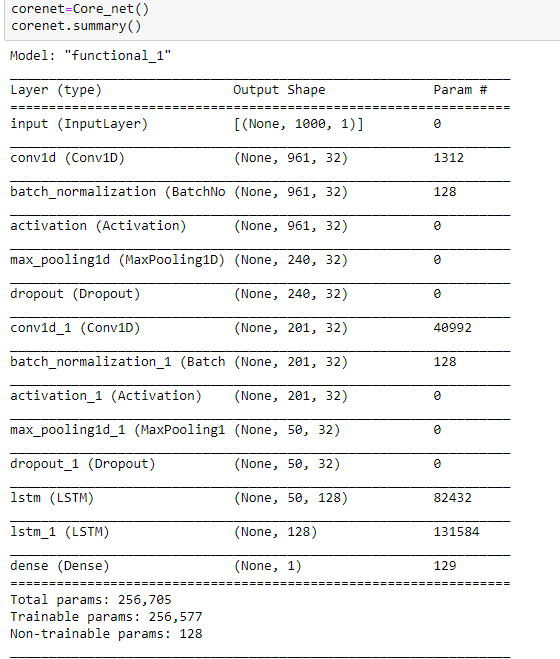 corenet=Core_net()
corenet.summary()
Model: "functional_1"
Layer (type) Output Shape Param #
input (InputLayer) [(None, 1000, 1)] 0
conv1d (Conv1D) (None, 961, 32) 1312
batch_normalization (BatchNo (None, 961, 32) 128
activation (Activation) (None, 961, 32) 0
max_pooling1d (MaxPooling1D) (None, 240, 32) 0
dropout (Dropout) (None, 240, 32) 0
conv1d_1 (Conv1D) (None, 201, 32) 40992
batch_normalization_1 (Batch (None, 201, 32) 128
activation_1 (Activation) (None, 201, 32) 0
max_pooling1d_1 (MaxPooling1 (None, 50, 32) 0
dropout_1 (Dropout) (None, 50, 32) 0
lstm (LSTM) (None, 50, 128) 82432
lstm_1 (LSTM) (None, 128) 131584
dense (Dense) (None, 1) 129
Total params: 256,705
Trainable params: 256,577
Non-trainable params: 128